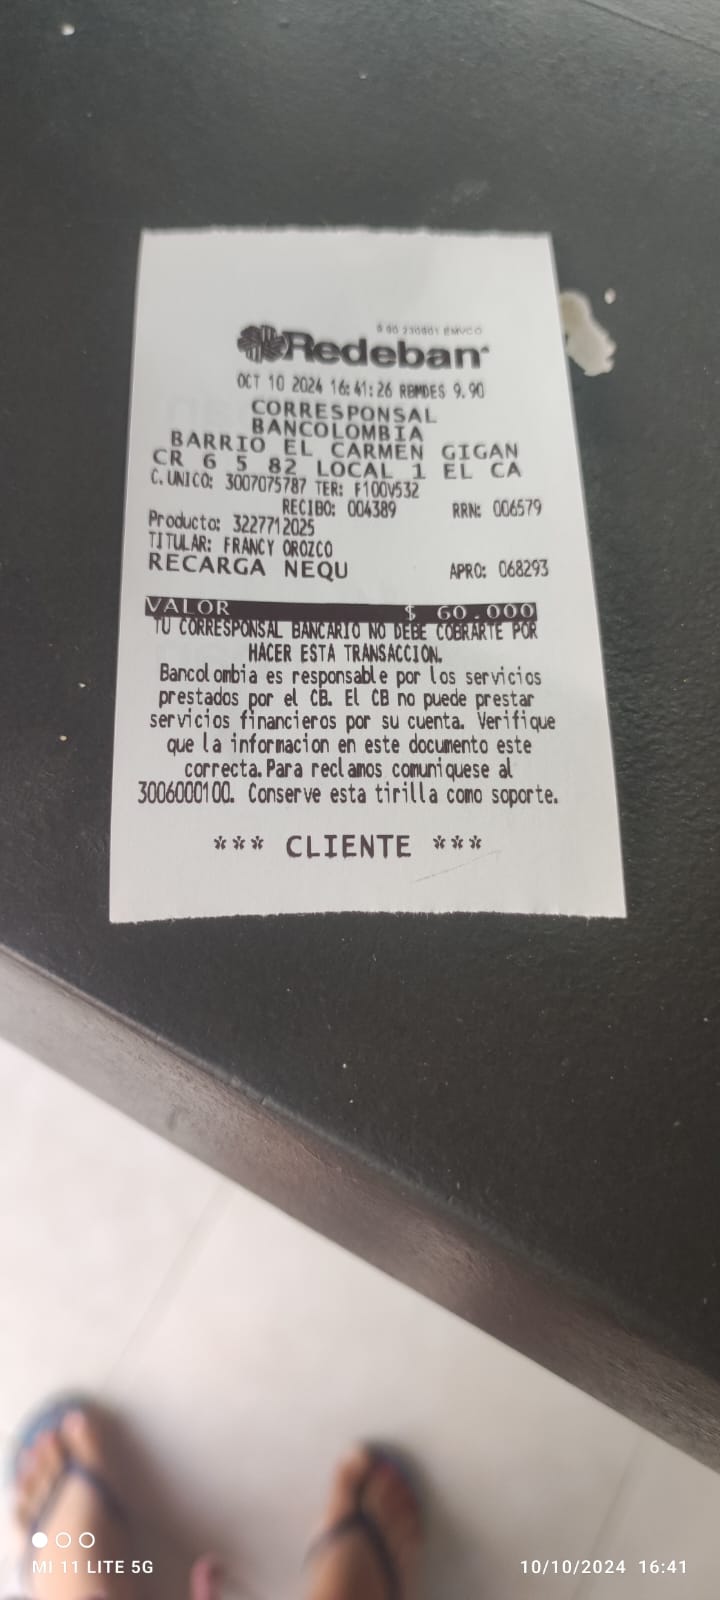 Redeban
OCT 10 2024 16:41:26 RBMDES 9.90
CORRESPONSAL
BANCOLOMBIA
BARRIO EL CARMEN GIGAN
CR 6 5 82 LOCAL 1 EL CA
C.UNICO: 3007075787 TER: F100V532
RECIBO: 004389 RRN: 006579
Producto: 3227712025
TITULAR: FRANCY OROZCO
RECARGA NEQU APRO: 068293
VALOR $ 60.000
TU CORRESPONSAL BANCARIO NO DEBE COBRARTE POR
HACER ESTA TRANSACCION.
Bancolombia es responsable por los servicios
prestados por el CB. El CB no puede prestar
servicios financieros por su cuenta. Verifique
que la informacion en este documento este
correcta.Para reclamos comuniquese al
3006000100. Conserve esta tirilla como soporte.
*** CLIENTE ***
MI 11 LITE 5G 10/10/2024 16:41